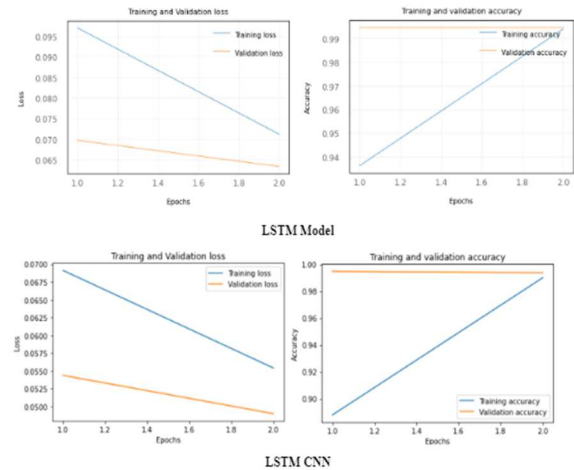 Training and Validation loss
0.095
0.090
0.085
0.080
0.075
0.070
0.065
Loss
Training loss
Validation loss
1.0 1.2 1.4 1.6 1.8 2.0
Epochs
Training and validation accuracy
0.99
0.98
0.97
0.96
0.95
0.94
Accuracy
Training accuracy
Validation accuracy
1.0 1.2 1.4 1.6 1.8 2.0
Epochs
LSTM Model
Training and Validation loss
0.0700
0.0675
0.0650
0.0625
0.0600
0.0575
0.0550
0.0525
0.0500
Loss
Training loss
Validation loss
1.0 1.2 1.4 1.6 1.8 2.0
Epochs
Training and validation accuracy
1.00
0.98
0.96
0.94
0.92
0.90
Accuracy
Training accuracy
Validation accuracy
1.0 1.2 1.4 1.6 1.8 2.0
Epochs
LSTM CNN